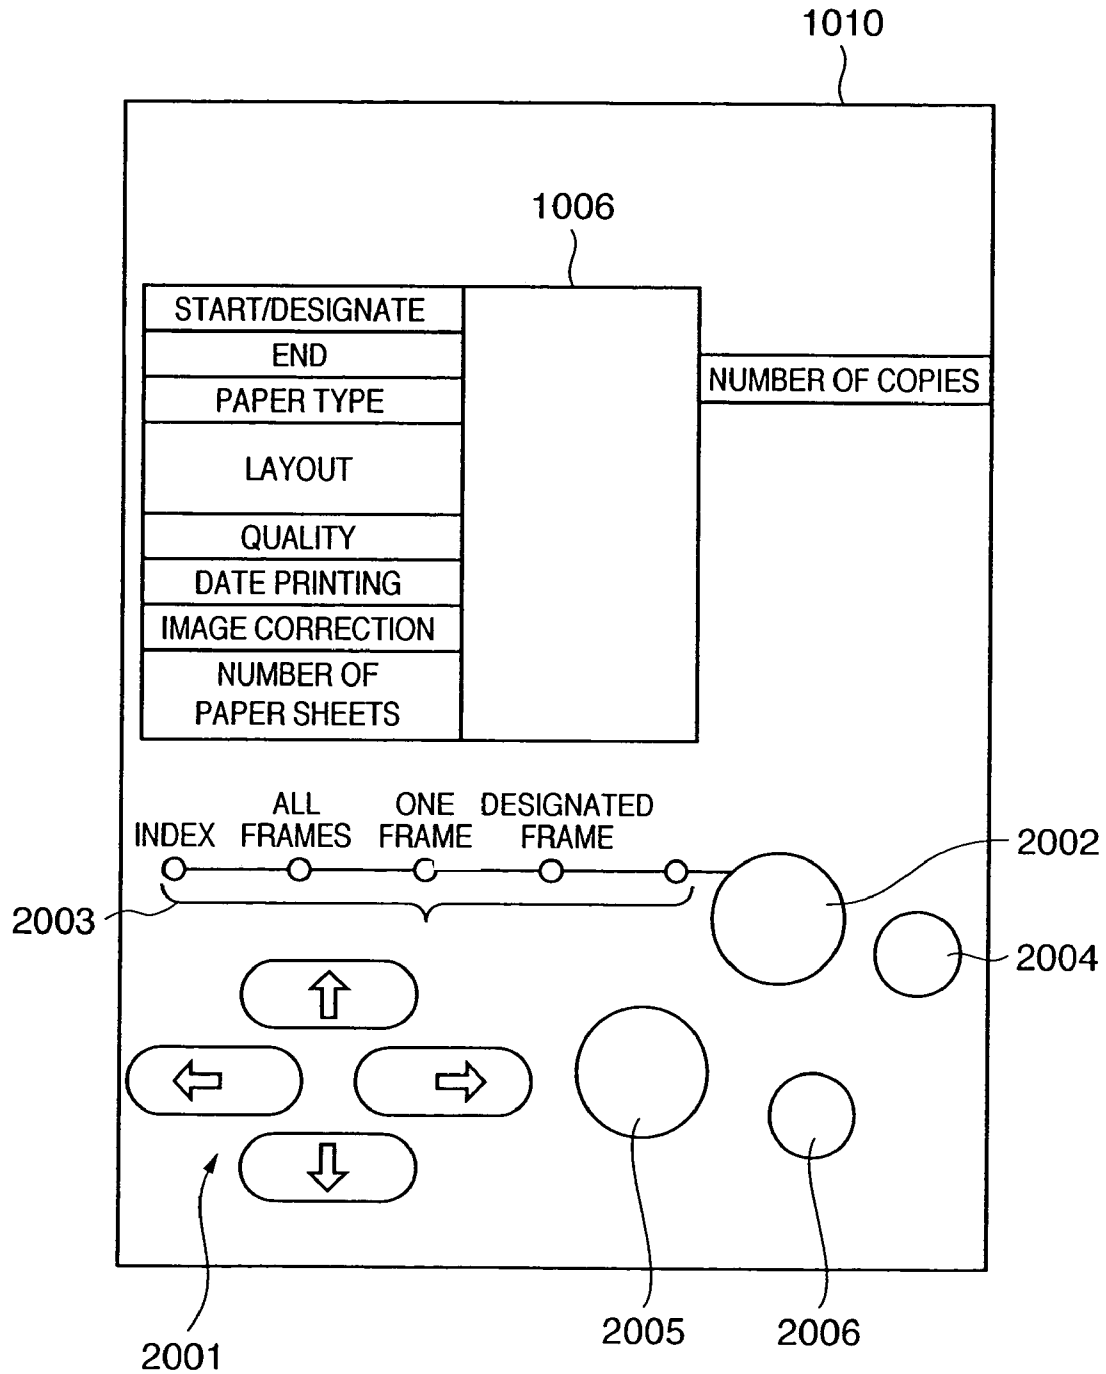 1010
1006
START/DESIGNATE
END
PAPER TYPE
NUMBER OF COPIES
LAYOUT
QUALITY
DATE PRINTING
IMAGE CORRECTION
NUMBER OF
PAPER SHEETS
INDEX
ALL
FRAMES
ONE
FRAME
DESIGNATED
FRAME
2002
2003
2004
2005
2006
2001